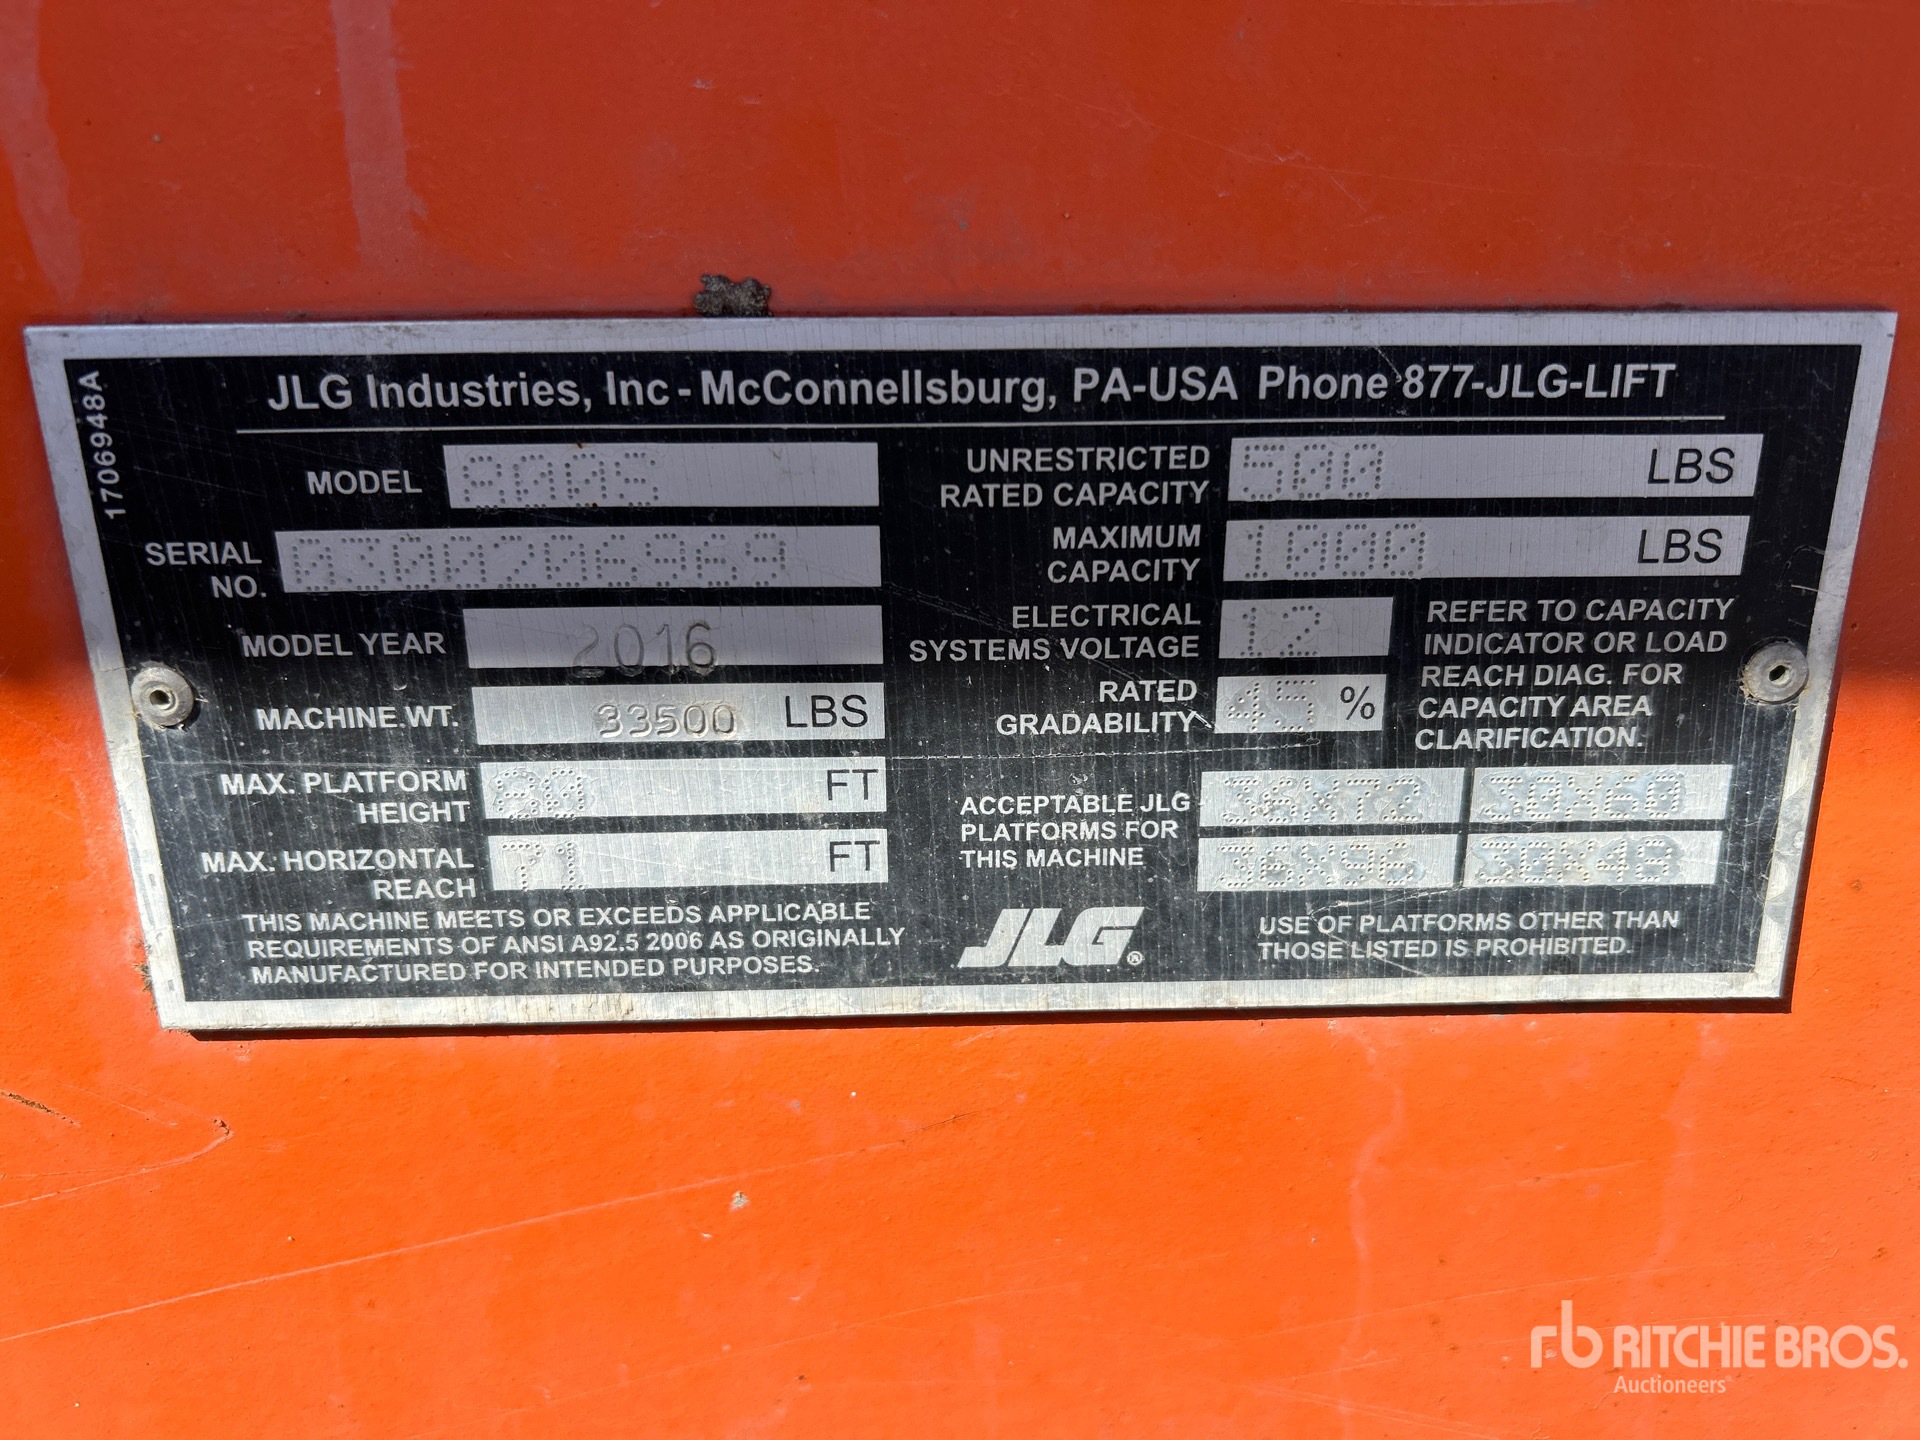 1706948A
JLG Industries, Inc - McConnellsburg, PA-USA Phone 877-JLG-LIFT
MODEL 800S
SERIAL NO. 0300206969
MODEL YEAR 2016
MACHINE WT. 33500 LBS
MAX. PLATFORM HEIGHT 80 FT
MAX. HORIZONTAL REACH 71 FT
THIS MACHINE MEETS OR EXCEEDS APPLICABLE
REQUIREMENTS OF ANSI A92.5 2006 AS ORIGINALLY
MANUFACTURED FOR INTENDED PURPOSES.
UNRESTRICTED RATED CAPACITY 500 LBS
MAXIMUM CAPACITY 1000 LBS
ELECTRICAL SYSTEMS VOLTAGE 12
RATED GRADABILITY 45 %
REFER TO CAPACITY
INDICATOR OR LOAD
REACH DIAG. FOR
CAPACITY AREA
CLARIFICATION.
ACCEPTABLE JLG
PLATFORMS FOR
THIS MACHINE
36X72 30X60
36X96 30X48
JLG®
USE OF PLATFORMS OTHER THAN
THOSE LISTED IS PROHIBITED.
rb RITCHIE BROS.
Auctioneers